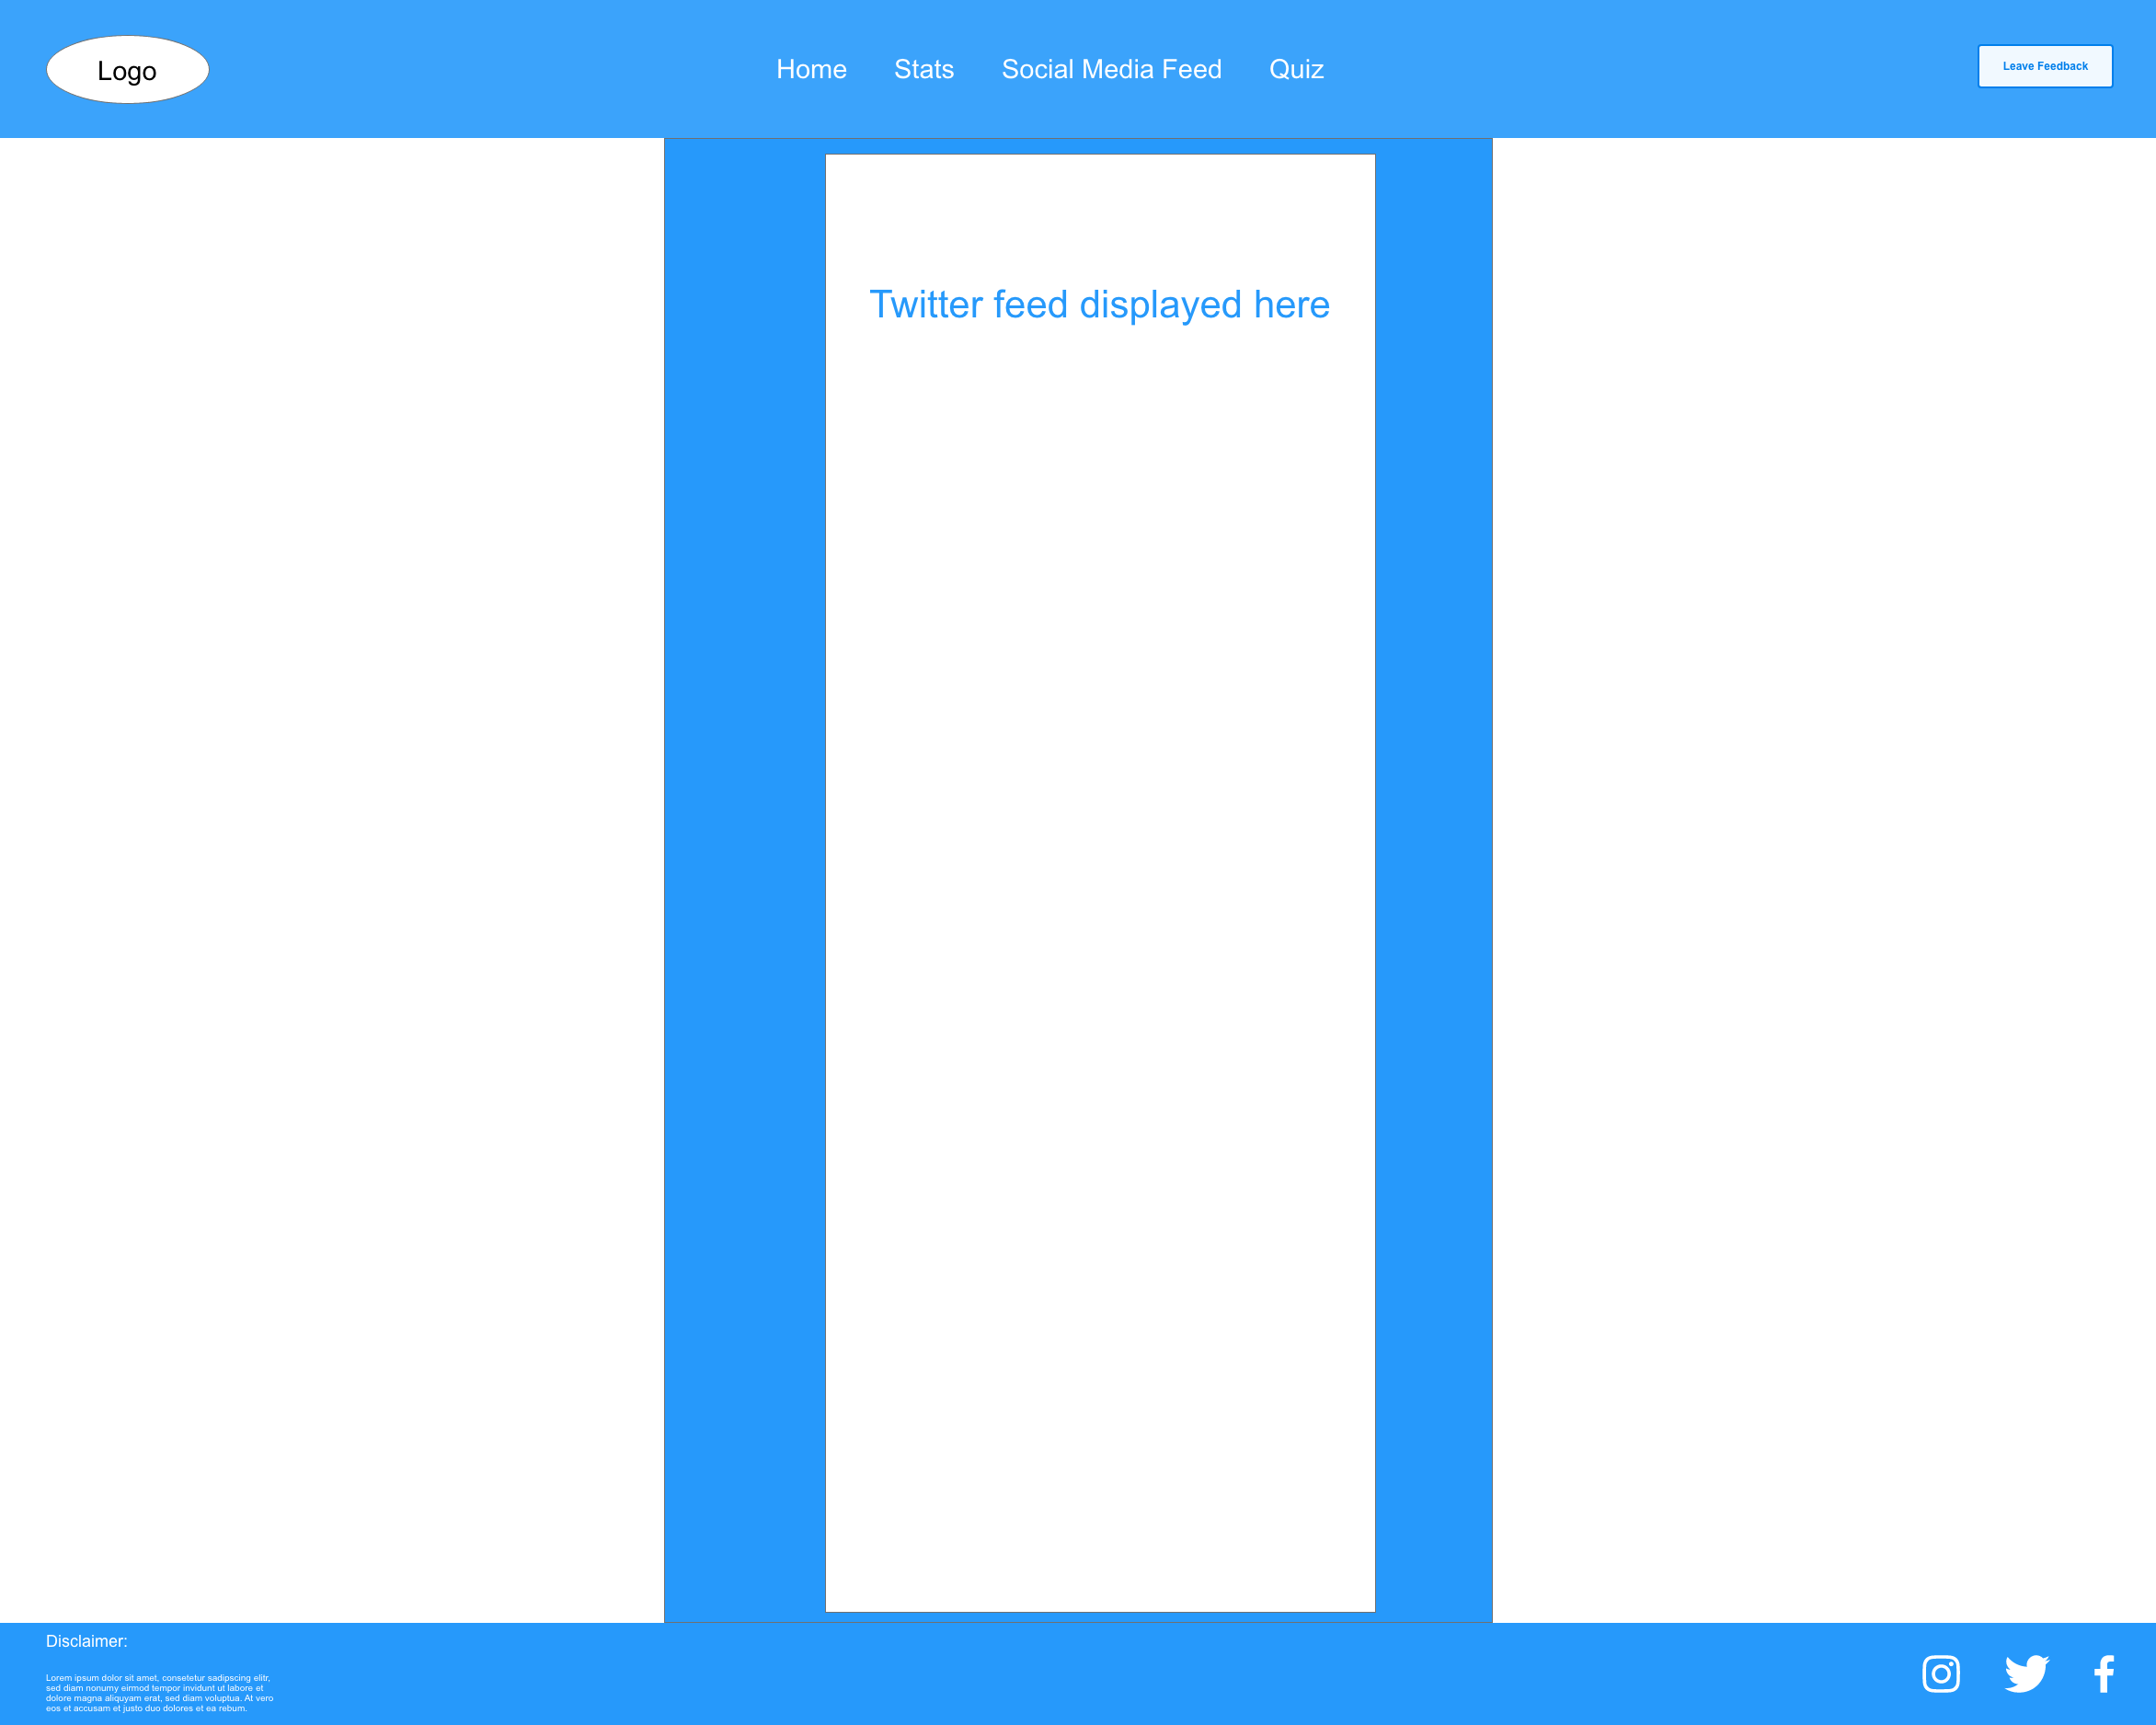 Logo
Home
Stats
Social Media Feed
Quiz
Leave Feedback
Twitter feed displayed here
Disclaimer:
Lorem ipsum dolor sit amet, consetetur sadipscing elitr,
sed diam nonumy eirmod tempor invidunt ut labore et
dolore magna aliquyam erat, sed diam voluptua. At vero
eos et accusam et justo duo dolores et ea rebum.